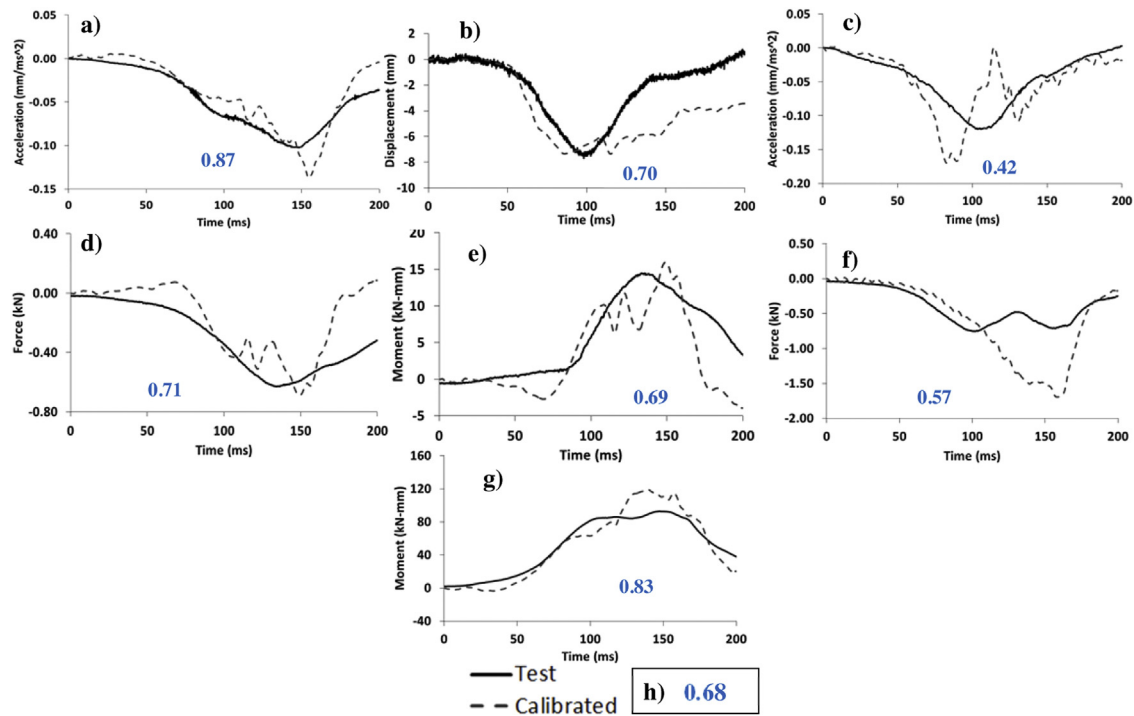 a)
0.00
-0.05
-0.10
-0.15
Acceleration (mm/ms^2)
0.87
0 50 100 150 200
Time (ms)
b)
2
0
-2
-4
-6
-8
-10
Displacement (mm)
0.70
0 50 100 150 200
Time (ms)
c)
0.00
-0.05
-0.10
-0.15
-0.20
Acceleration (mm/ms^2)
0.42
0 50 100 150 200
Time (ms)
d)
0.40
0.00
-0.40
-0.80
Force (kN)
0.71
0 50 100 150 200
Time (ms)
e)
20
15
10
5
0
-5
Moment (kN-mm)
0.69
0 50 100 150 200
Time (ms)
f)
0.50
0.00
-0.50
-1.00
-1.50
-2.00
Force (kN)
0.57
0 50 100 150 200
Time (ms)
g)
160
120
80
40
0
-40
Moment (kN-mm)
0.83
0 50 100 150 200
Time (ms)
Test
Calibrated
h) 0.68